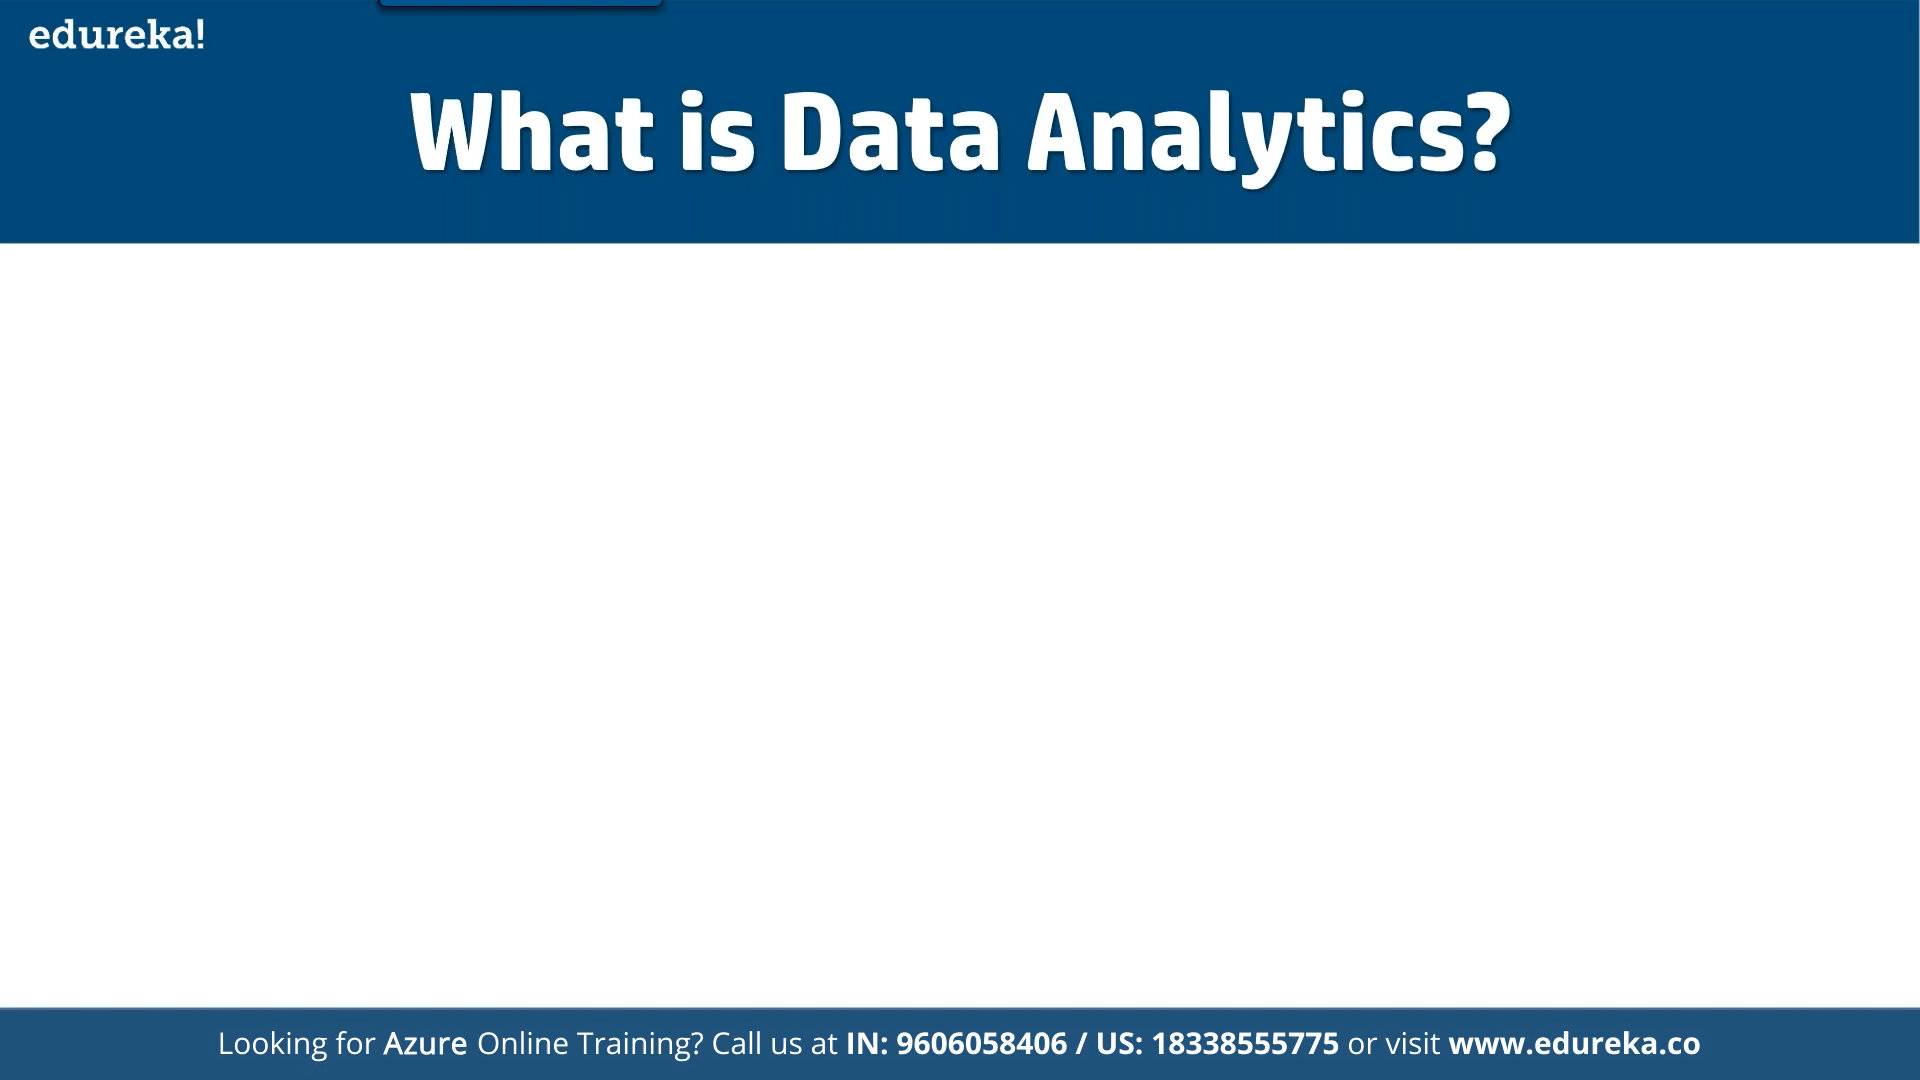 edureka!
What is Data Analytics?
Looking for Azure Online Training? Call us at IN: 9606058406 / US: 18338555775 or visit www.edureka.co